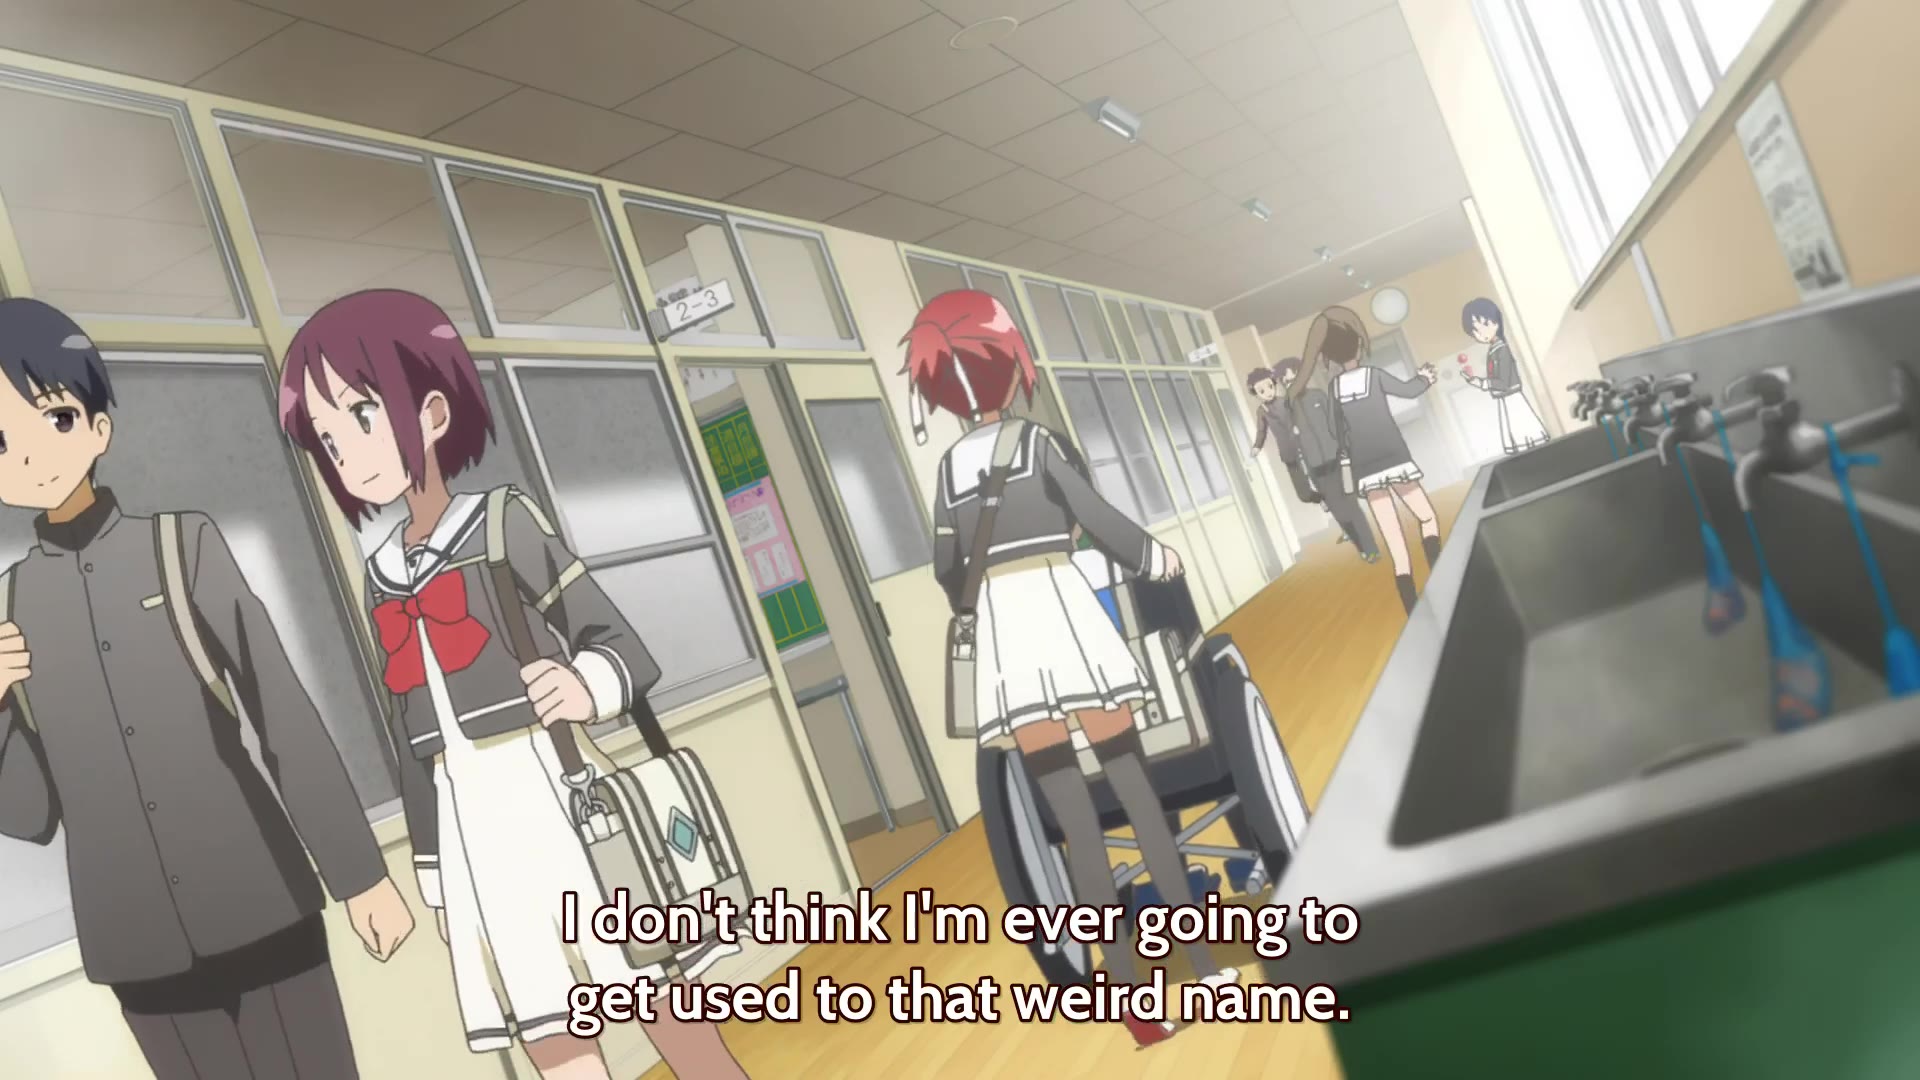 2-3
I don't think I'm ever going to
get used to that weird name.